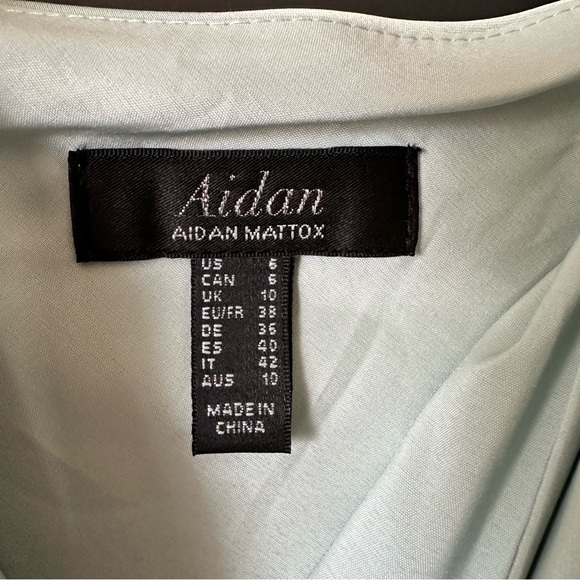 Aidan
AIDAN MATTOX
US 6
CAN 6
UK 10
EU/FR 38
DE 36
ES 40
IT 42
AUS 10
MADE IN
CHINA